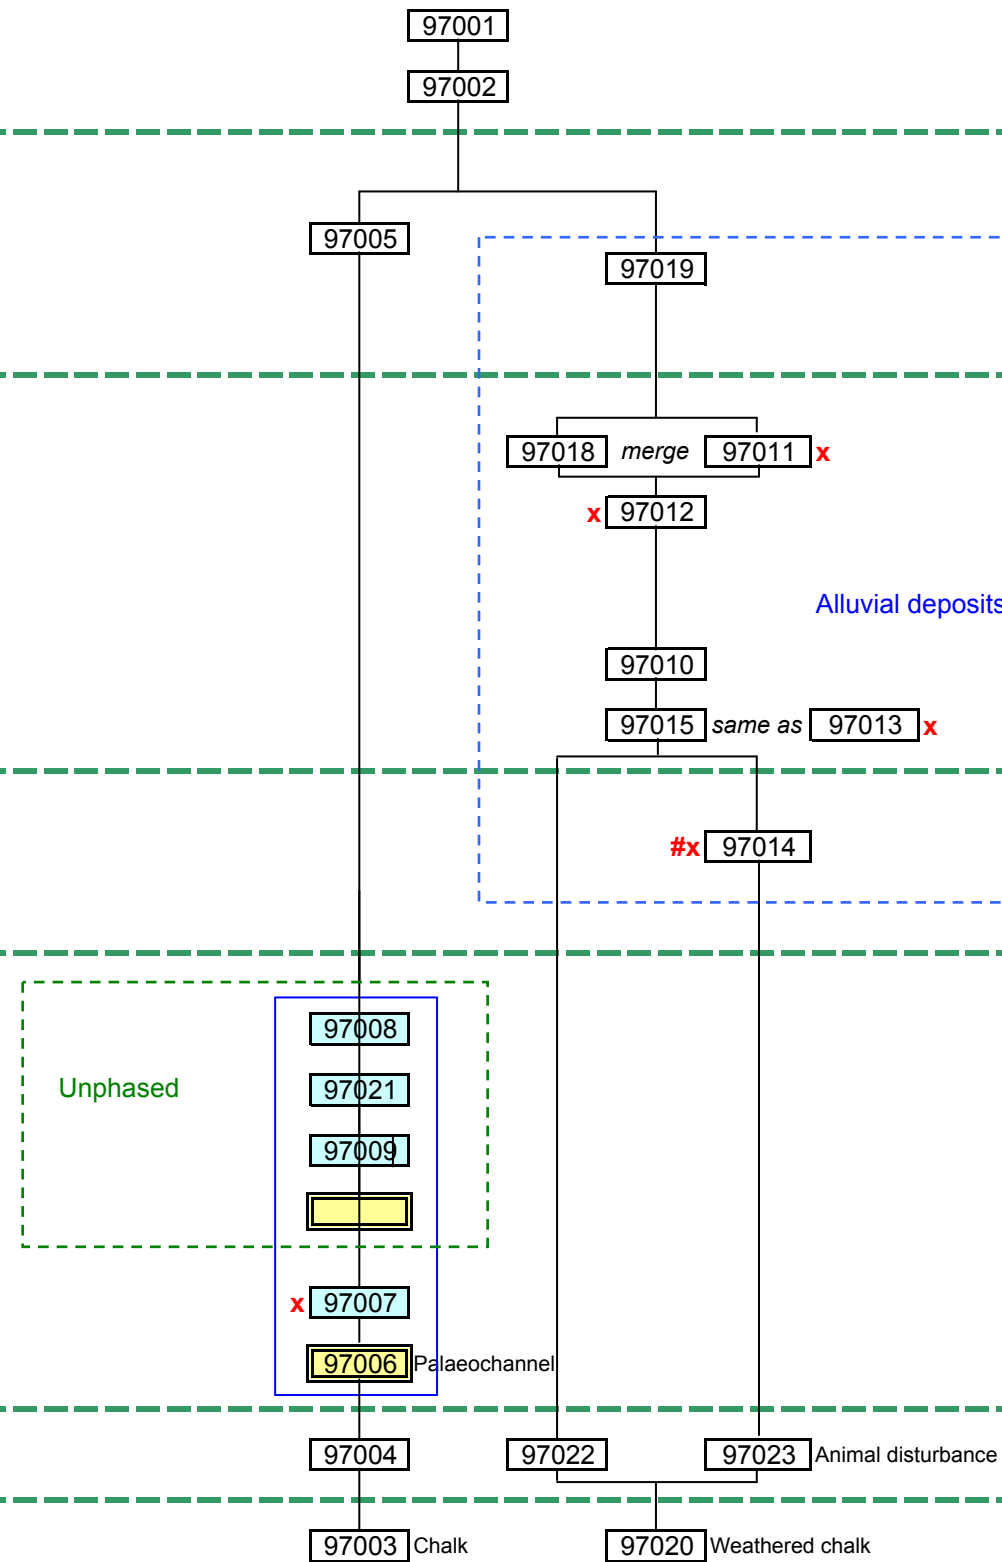 97001
97002
97005
97019
97018 merge 97011 x
x 97012
Alluvial deposits
97010
97015 same as 97013 x
#x 97014
97008
Unphased
97021
97009
x 97007
97006 Palaeochannel
97004
97022
97023 Animal disturbance
97003 Chalk
97020 Weathered chalk